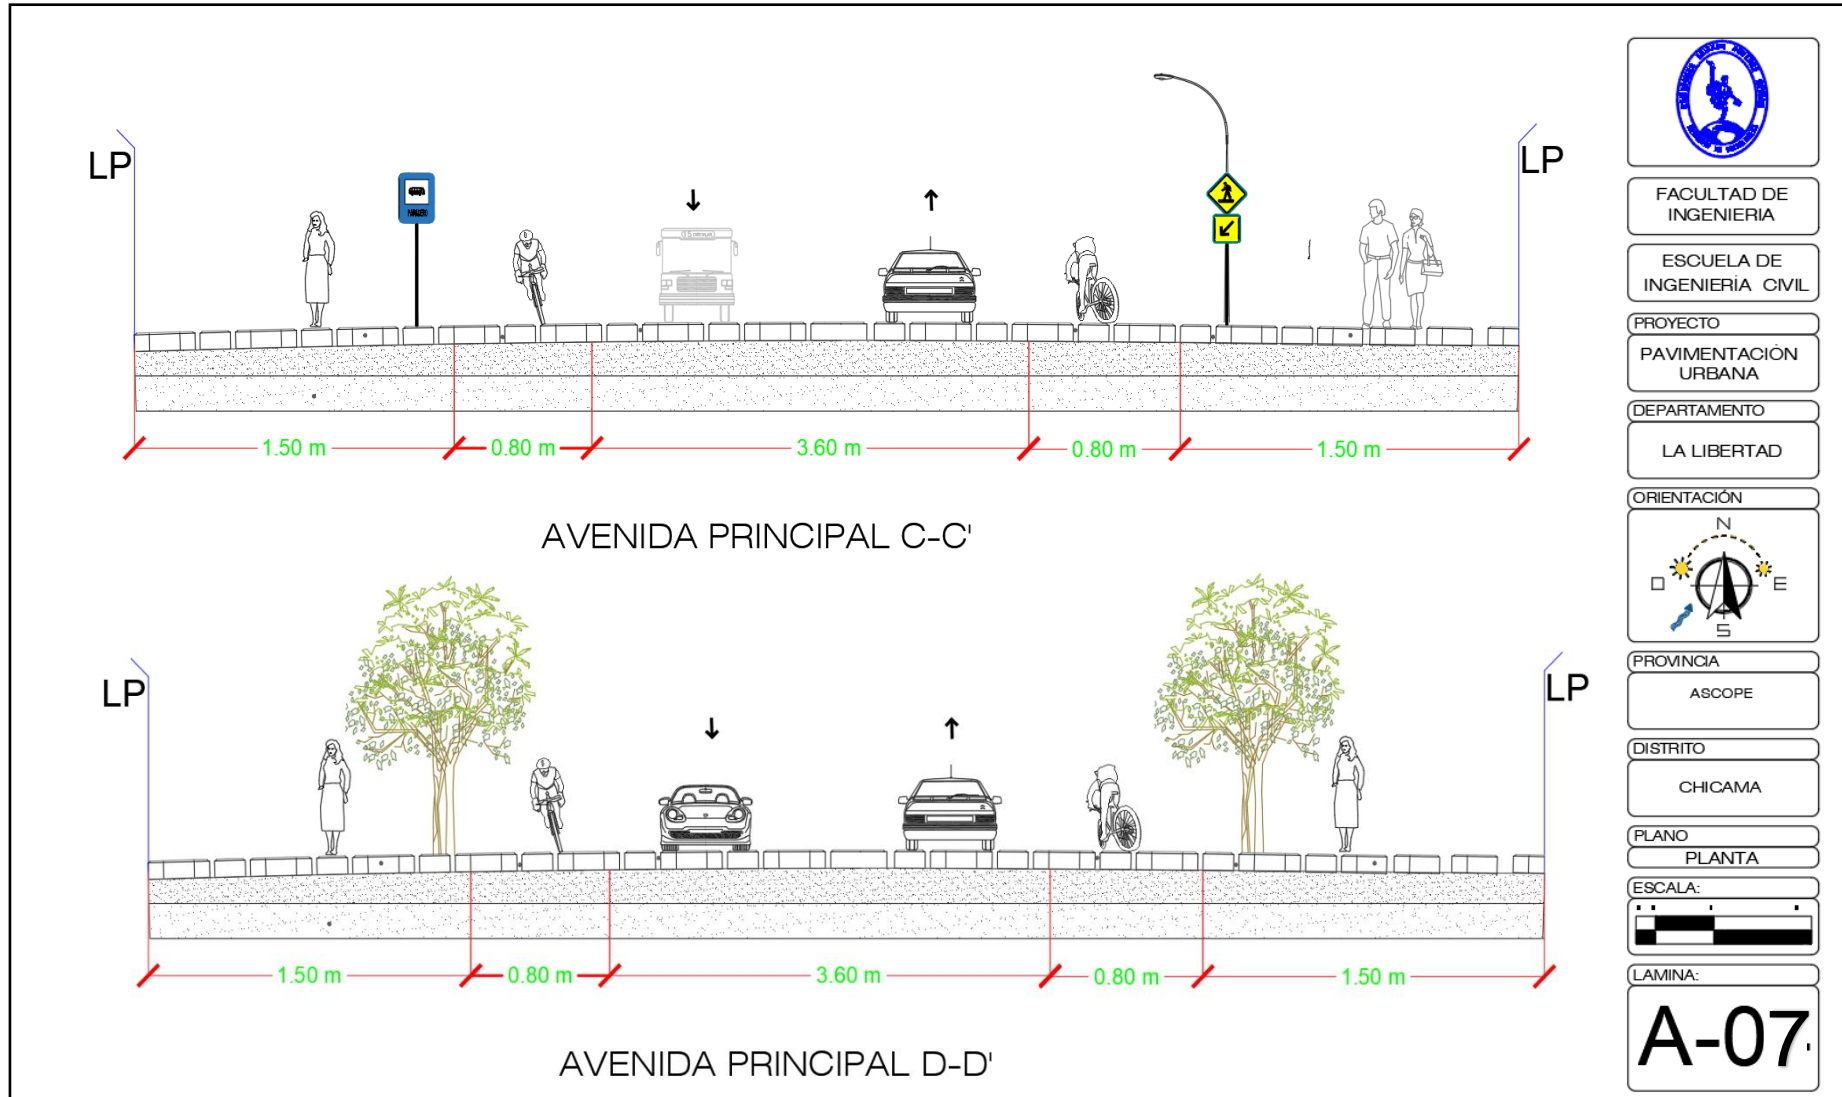 LP
LP
PARADERO
1.50 m
0.80 m
3.60 m
0.80 m
1.50 m
AVENIDA PRINCIPAL C-C'
LP
LP
1.50 m
0.80 m
3.60 m
0.80 m
1.50 m
AVENIDA PRINCIPAL D-D'
FACULTAD DE
INGENIERIA
ESCUELA DE
INGENIERÍA CIVIL
PROYECTO
PAVIMENTACIÓN
URBANA
DEPARTAMENTO
LA LIBERTAD
ORIENTACIÓN
N
O
E
S
PROVINCIA
ASCOPE
DISTRITO
CHICAMA
PLANO
PLANTA
ESCALA:
LAMINA:
A-07